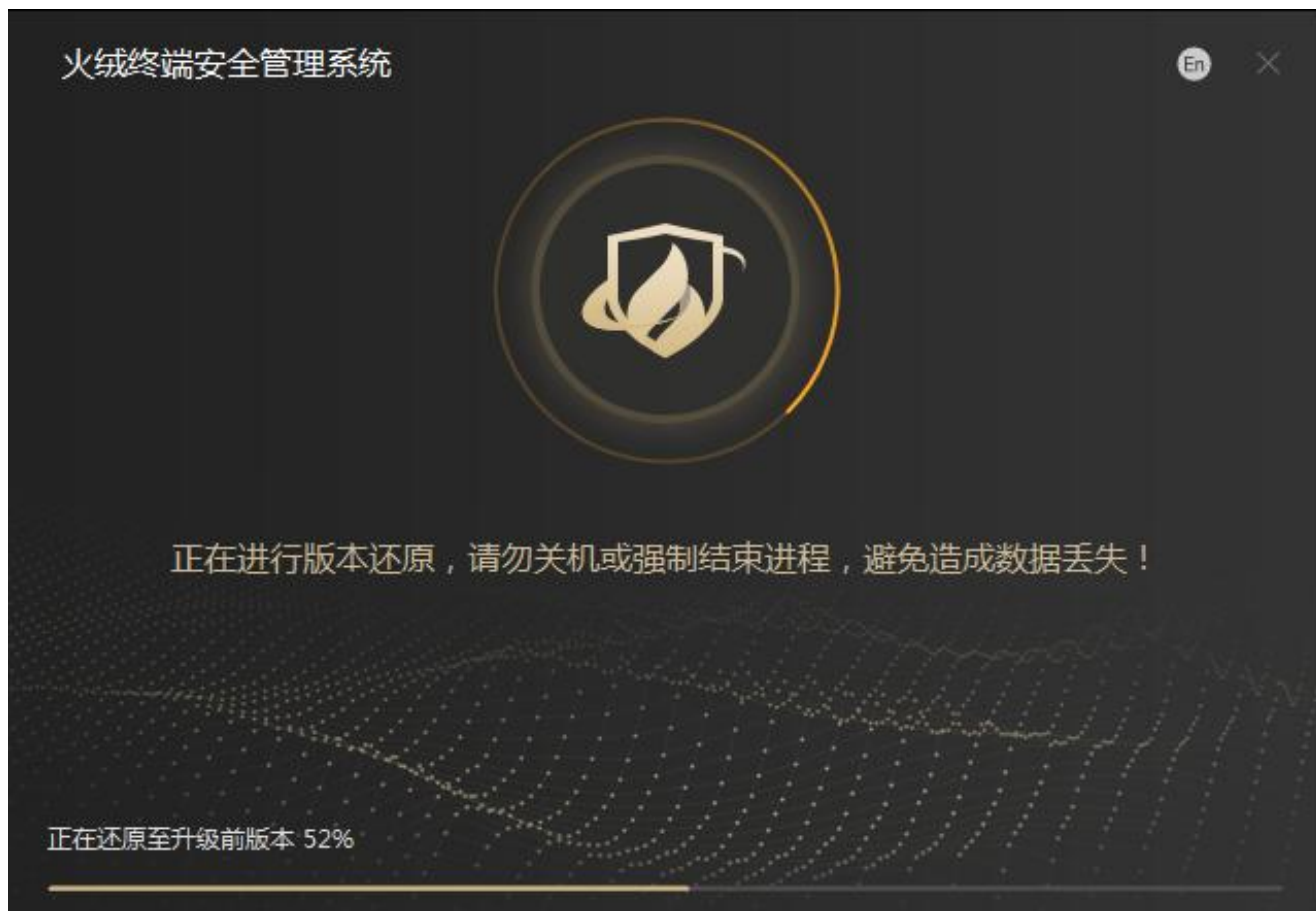 火绒终端安全管理系统
En
正在进行版本还原，请勿关机或强制结束进程，避免造成数据丢失！
正在还原至升级前版本 52%